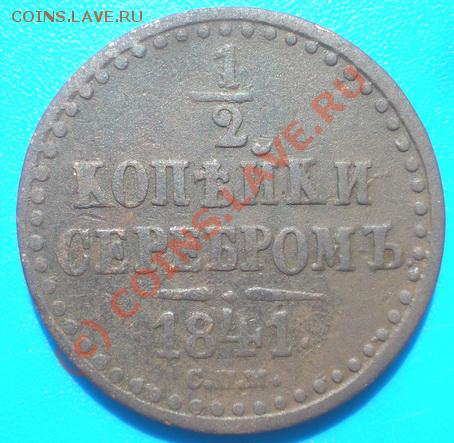 COINS.LAVE.RU
1
2
КОПѢЙКИ
СЕРЕБРОМЪ
1841.
С.П.М.
(c) COINS.LAVE.RU